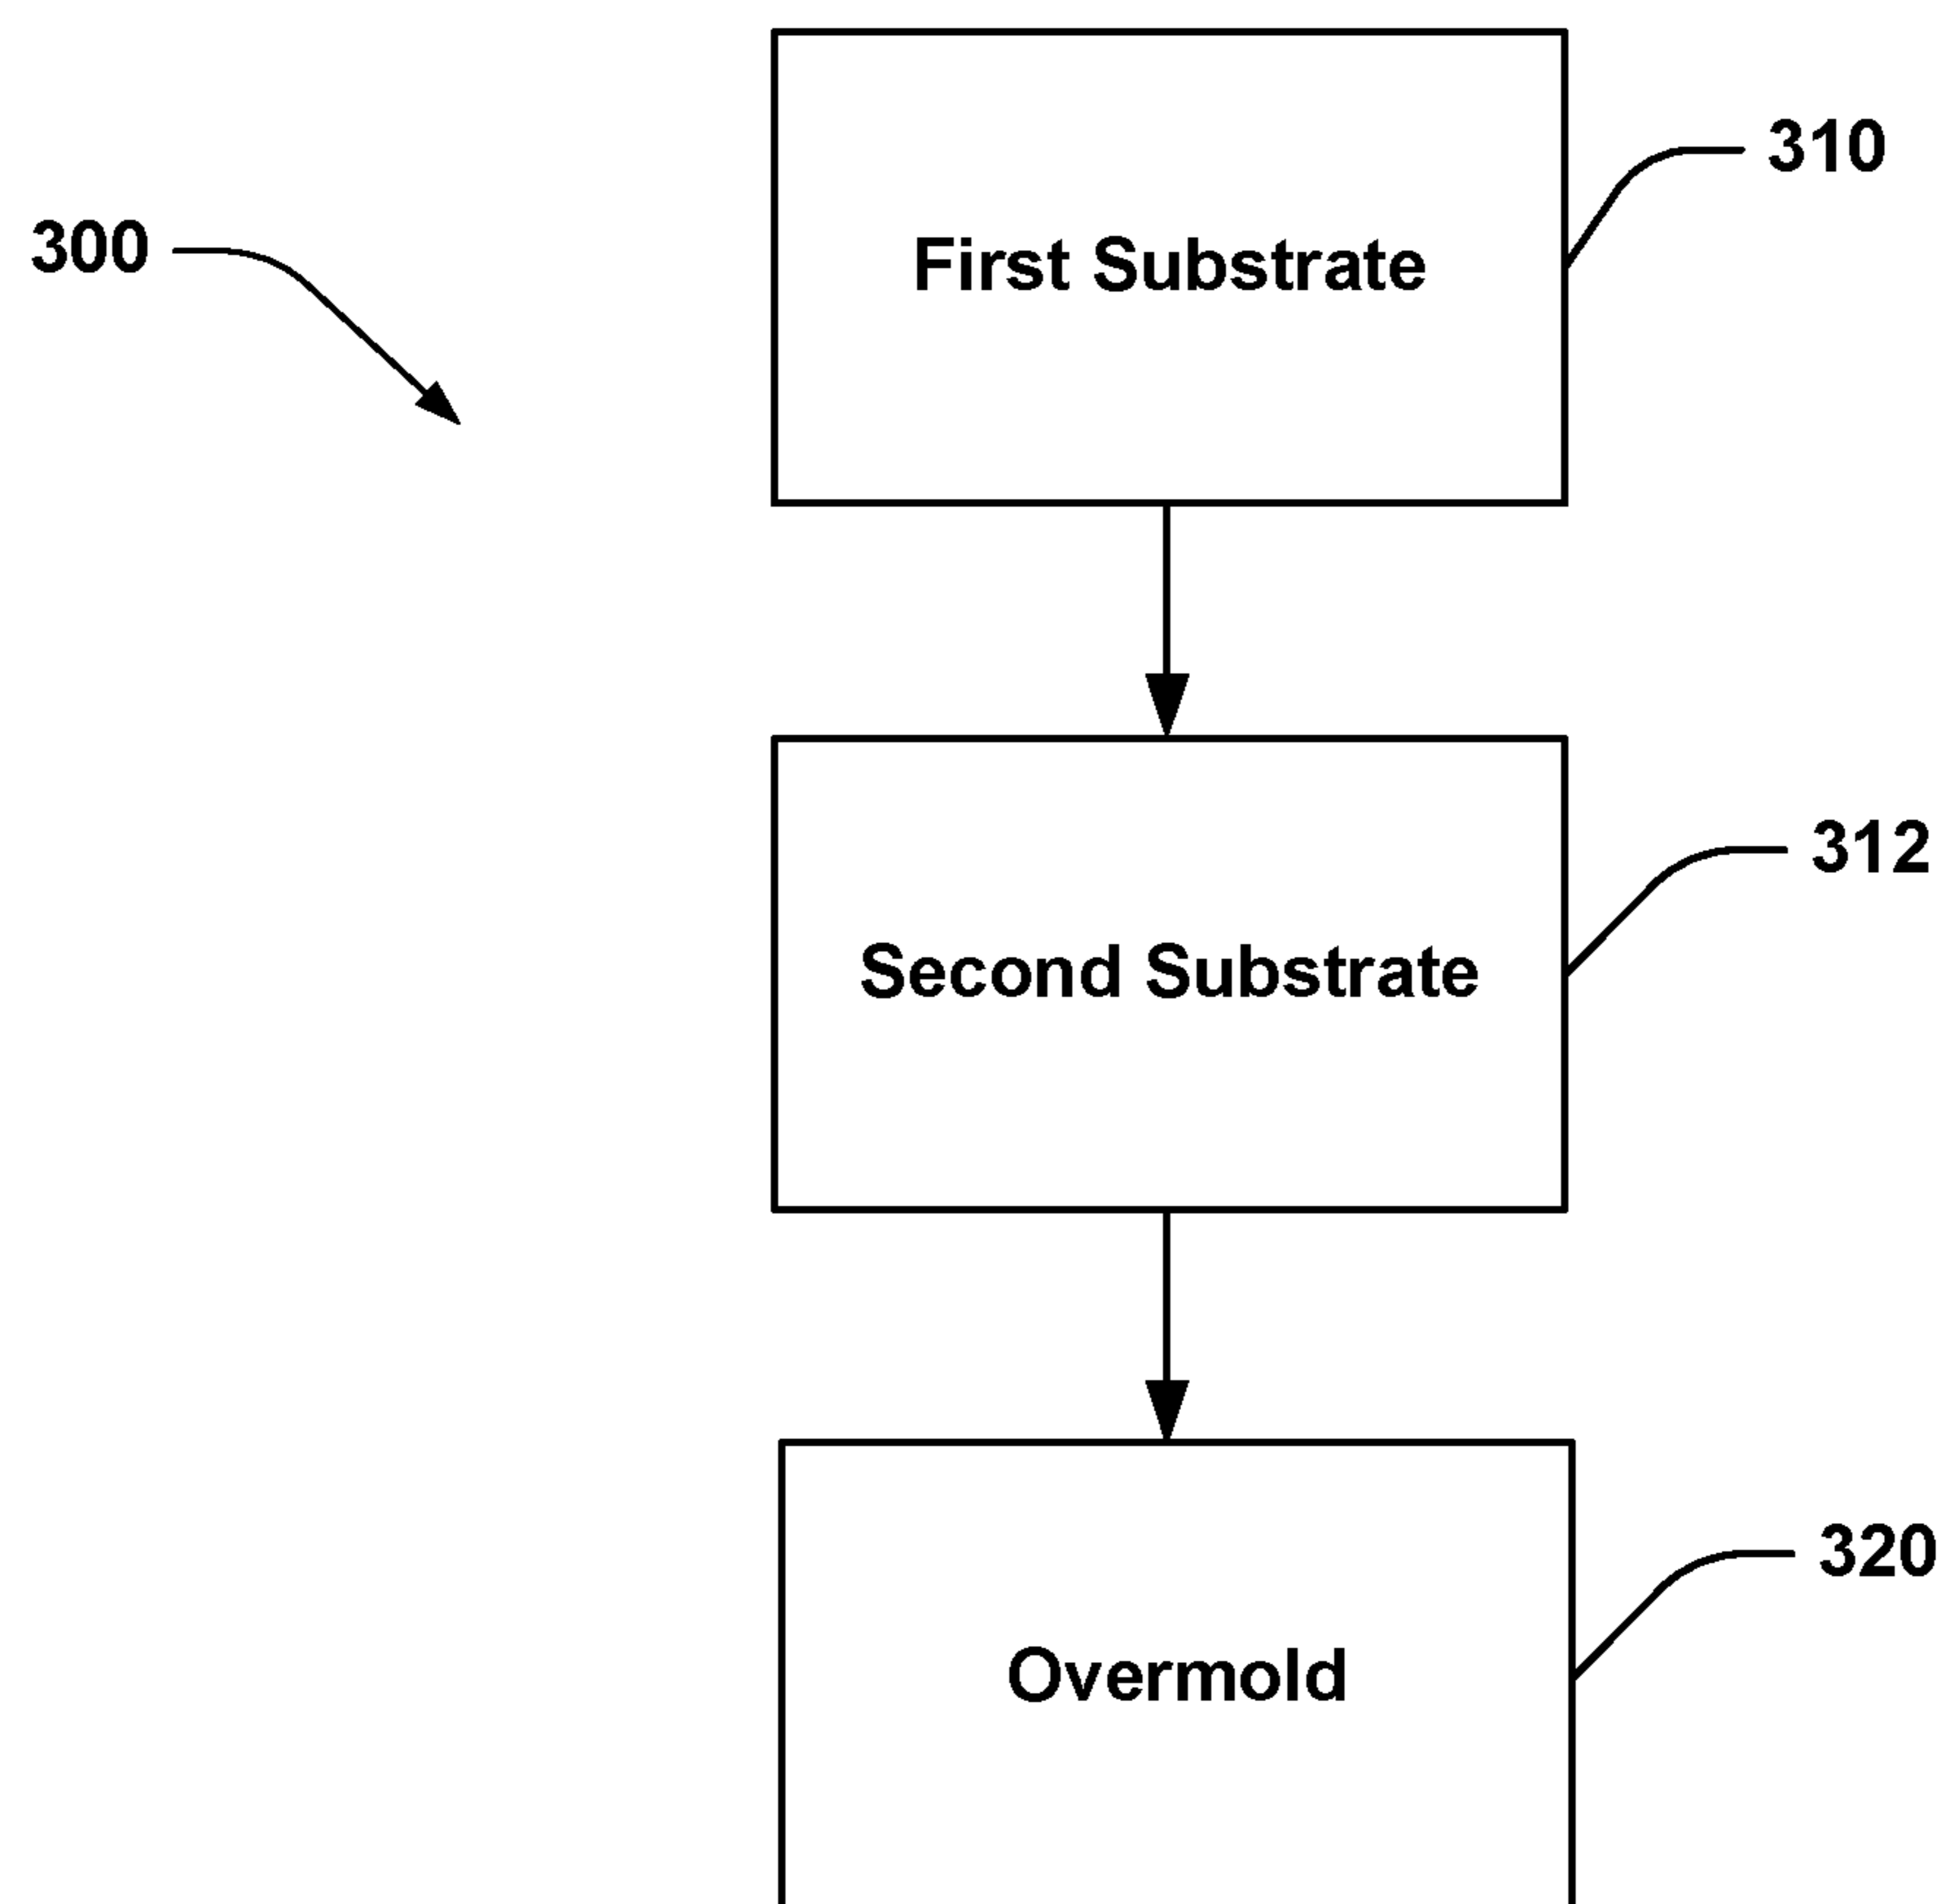 310
300
First Substrate
312
Second Substrate
320
Overmold